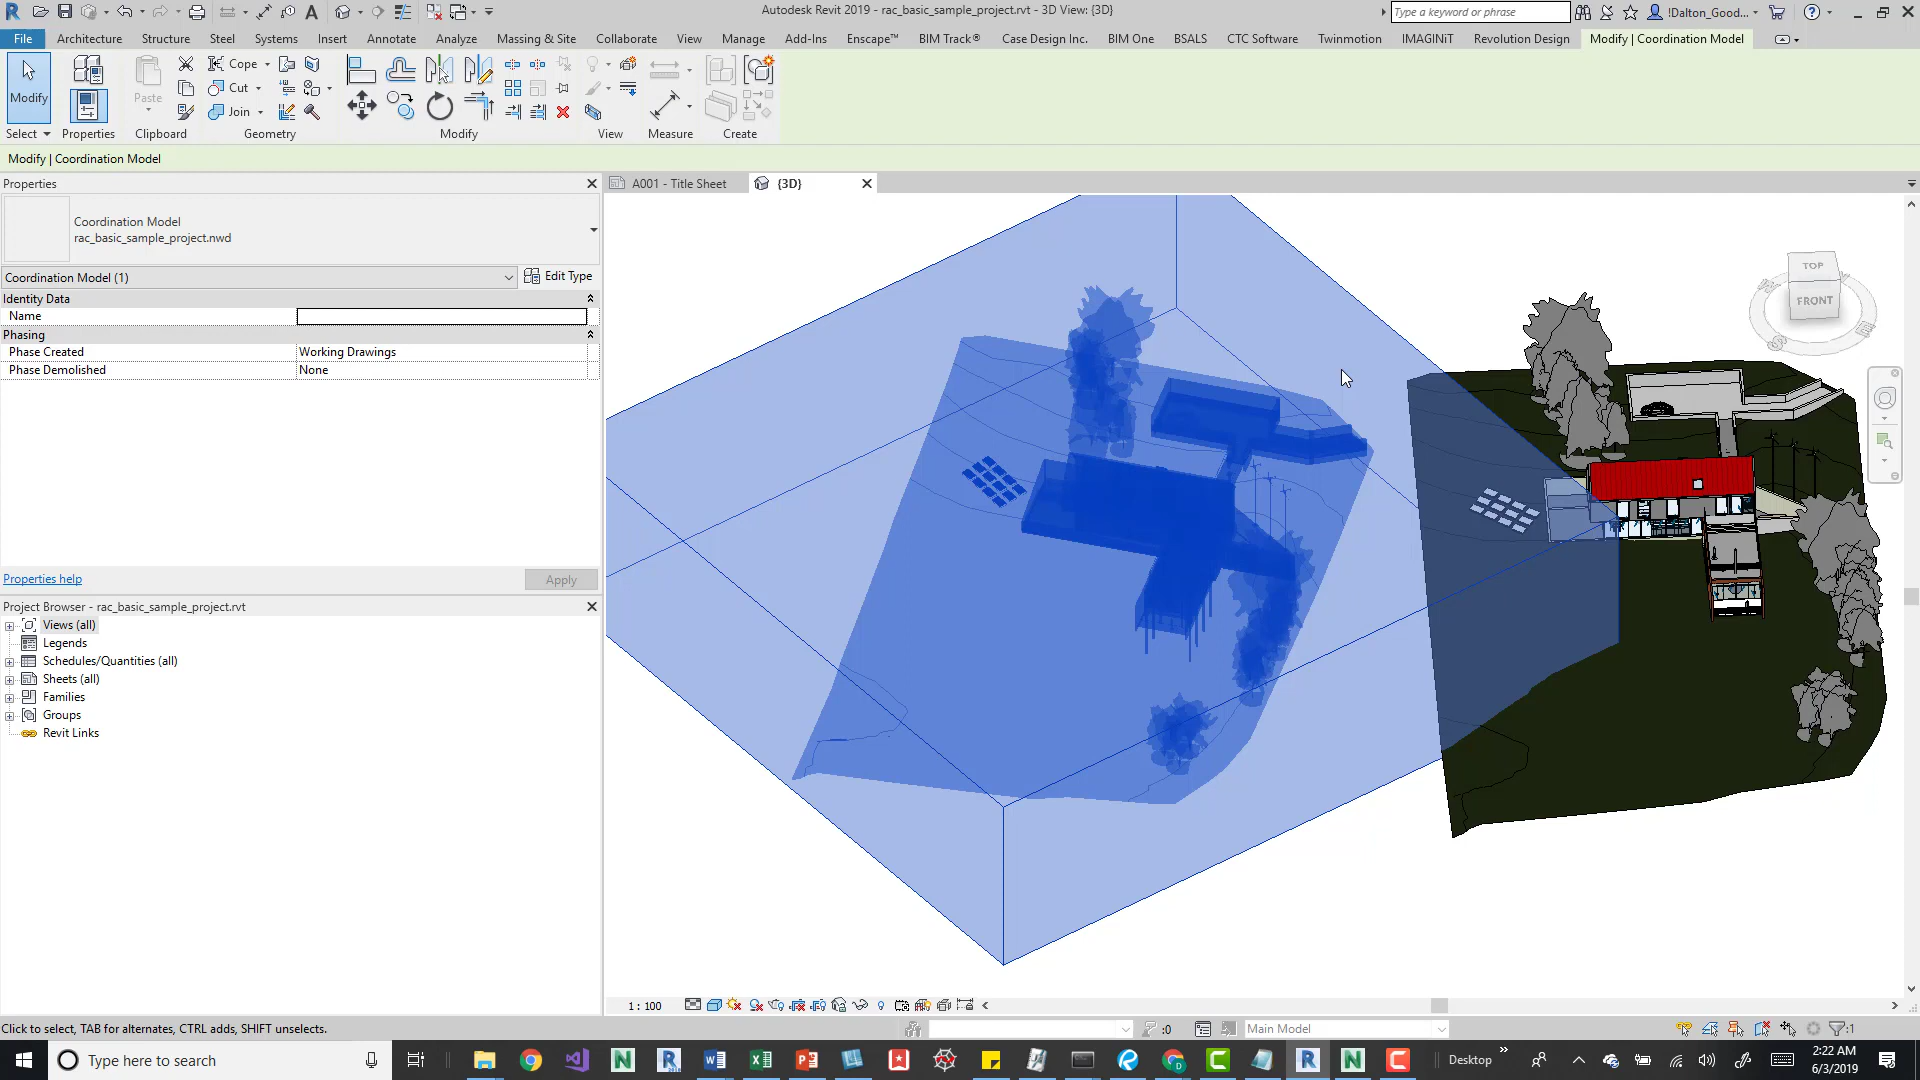 Autodesk Revit 2019 - rac_basic_sample_project.rvt - 3D View: {3D}
Type a keyword or phrase
!Dalton_Good...
File
Architecture
Structure
Steel
Systems
Insert
Annotate
Analyze
Massing & Site
Collaborate
View
Manage
Add-Ins
Enscape™
BIM Track®
Case Design Inc.
BIM One
BSALS
CTC Software
Twinmotion
IMAGINiT
Revolution Design
Modify | Coordination Model
Modify
Paste
Cope
Cut
Join
Select
Properties
Clipboard
Geometry
Modify
View
Measure
Create
Modify | Coordination Model
Properties
A001 - Title Sheet
{3D}
Coordination Model
rac_basic_sample_project.nwd
Coordination Model (1)
Edit Type
Identity Data
Name
Phasing
Phase Created
Working Drawings
Phase Demolished
None
TOP
FRONT
Properties help
Apply
Project Browser - rac_basic_sample_project.rvt
Views (all)
Legends
Schedules/Quantities (all)
Sheets (all)
Families
Groups
Revit Links
1 : 100
Click to select, TAB for alternates, CTRL adds, SHIFT unselects.
:0
Main Model
:1
Type here to search
Desktop
2:22 AM
6/3/2019